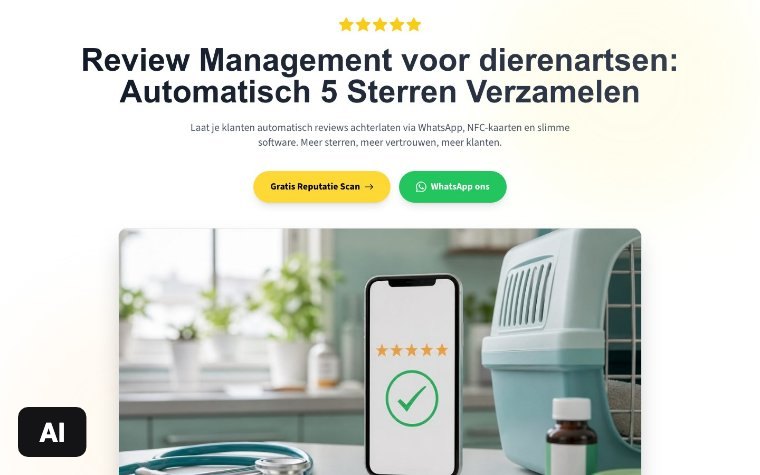 Review Management voor dierenartsen:
Automatisch 5 Sterren Verzamelen
Laat je klanten automatisch reviews achterlaten via WhatsApp, NFC-kaarten en slimme
software. Meer sterren, meer vertrouwen, meer klanten.
Gratis Reputatie Scan →
WhatsApp ons
AI